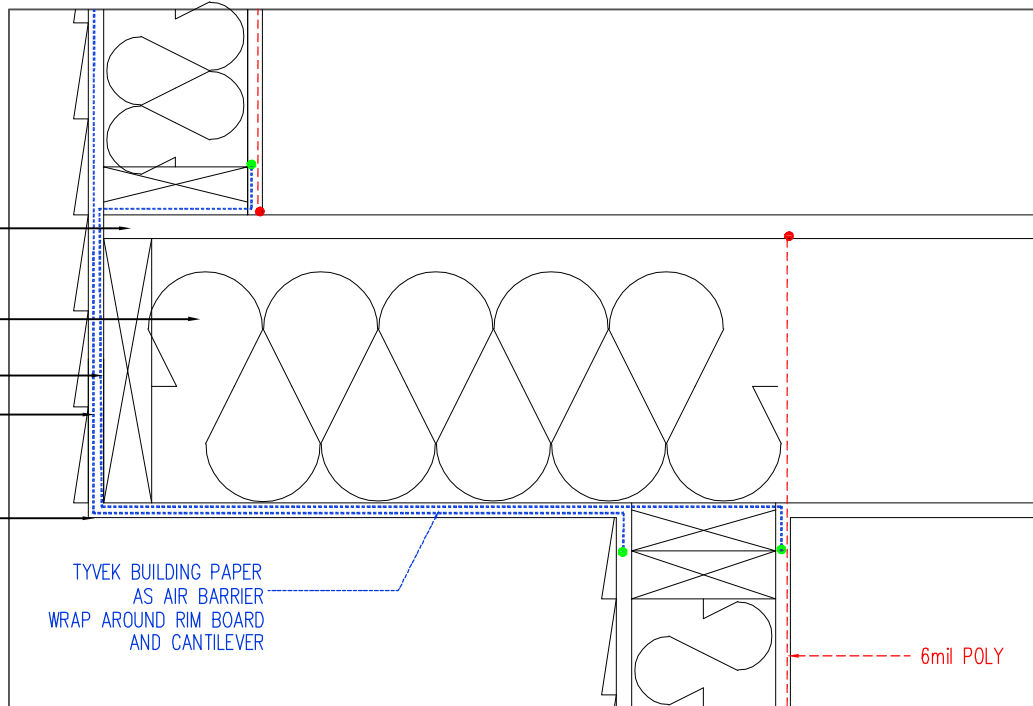 TYVEK BUILDING PAPER
AS AIR BARRIER
WRAP AROUND RIM BOARD
AND CANTILEVER
6mil POLY